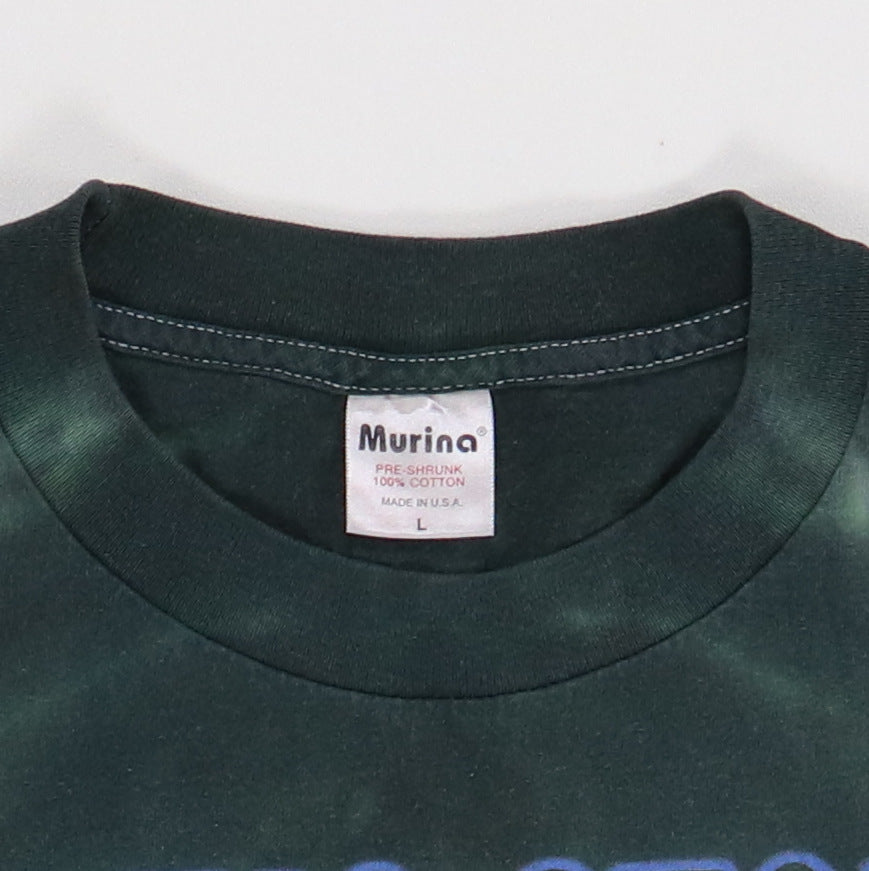 Murina®
PRE-SHRUNK
100% COTTON
MADE IN U.S.A.
L